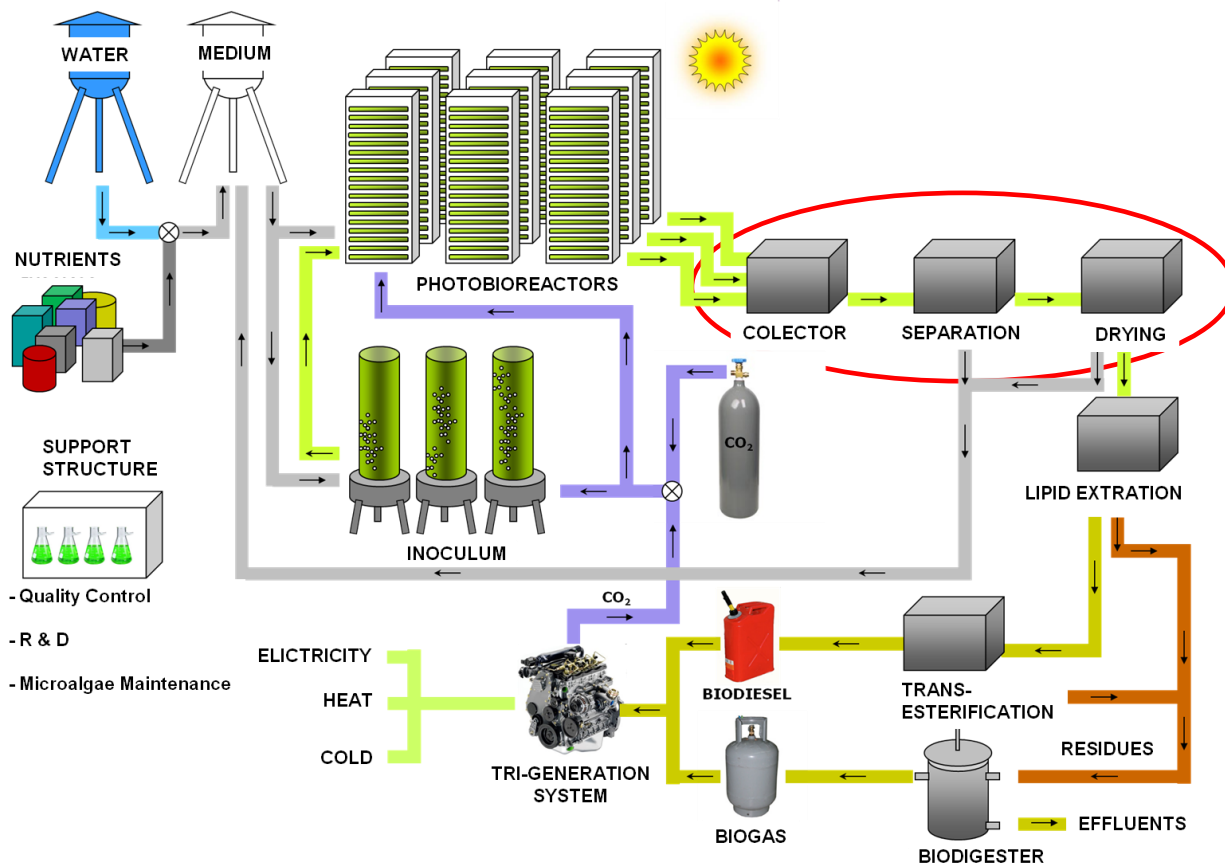 WATER
MEDIUM
NUTRIENTS
PHOTOBIOREACTORS
COLECTOR
SEPARATION
DRYING
CO₂
LIPID EXTRATION
SUPPORT
STRUCTURE
INOCULUM
- Quality Control
- R & D
- Microalgae Maintenance
CO₂
ELICTRICITY
HEAT
COLD
TRI-GENERATION
SYSTEM
BIODIESEL
BIOGAS
TRANS-
ESTERIFICATION
RESIDUES
BIODIGESTER
EFFLUENTS